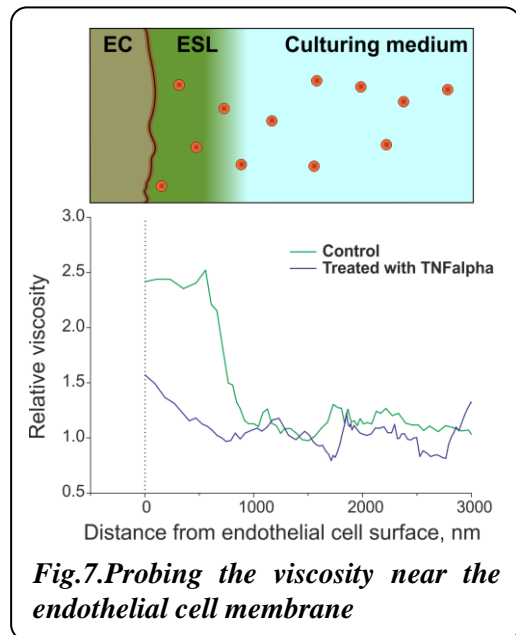 EC ESL Culturing medium
3.0
Control
Treated with TNFalpha
2.5
2.0
Relative viscosity
1.5
1.0
0.5
0 1000 2000 3000
Distance from endothelial cell surface, nm
Fig.7.Probing the viscosity near the
endothelial cell membrane